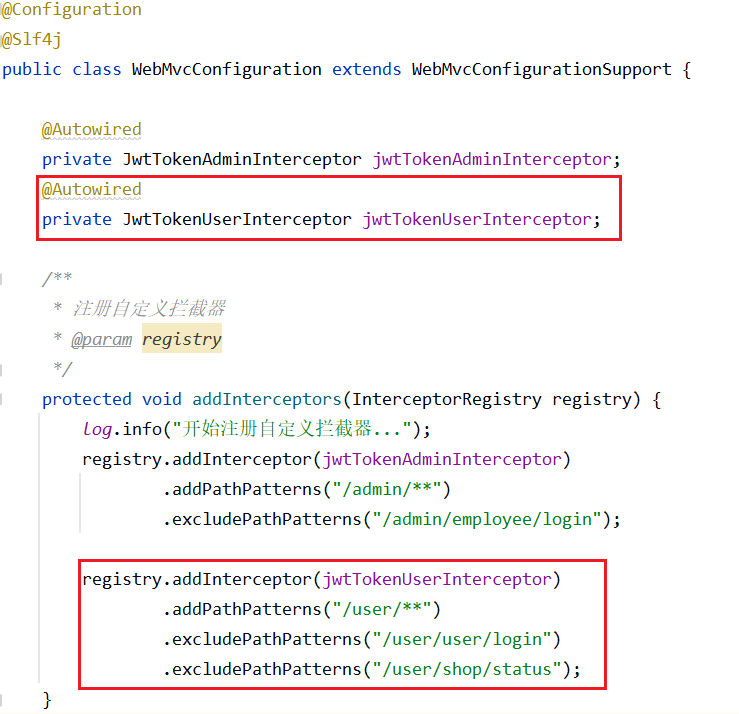 @Configuration
@Slf4j
public class WebMvcConfiguration extends WebMvcConfigurationSupport {
@Autowired
private JwtTokenAdminInterceptor jwtTokenAdminInterceptor;
@Autowired
private JwtTokenUserInterceptor jwtTokenUserInterceptor;
/**
* 注册自定义拦截器
* @param registry
*/
protected void addInterceptors(InterceptorRegistry registry) {
log.info("开始注册自定义拦截器...");
registry.addInterceptor(jwtTokenAdminInterceptor)
.addPathPatterns("/admin/**")
.excludePathPatterns("/admin/employee/login");
registry.addInterceptor(jwtTokenUserInterceptor)
.addPathPatterns("/user/**")
.excludePathPatterns("/user/user/login")
.excludePathPatterns("/user/shop/status");
}